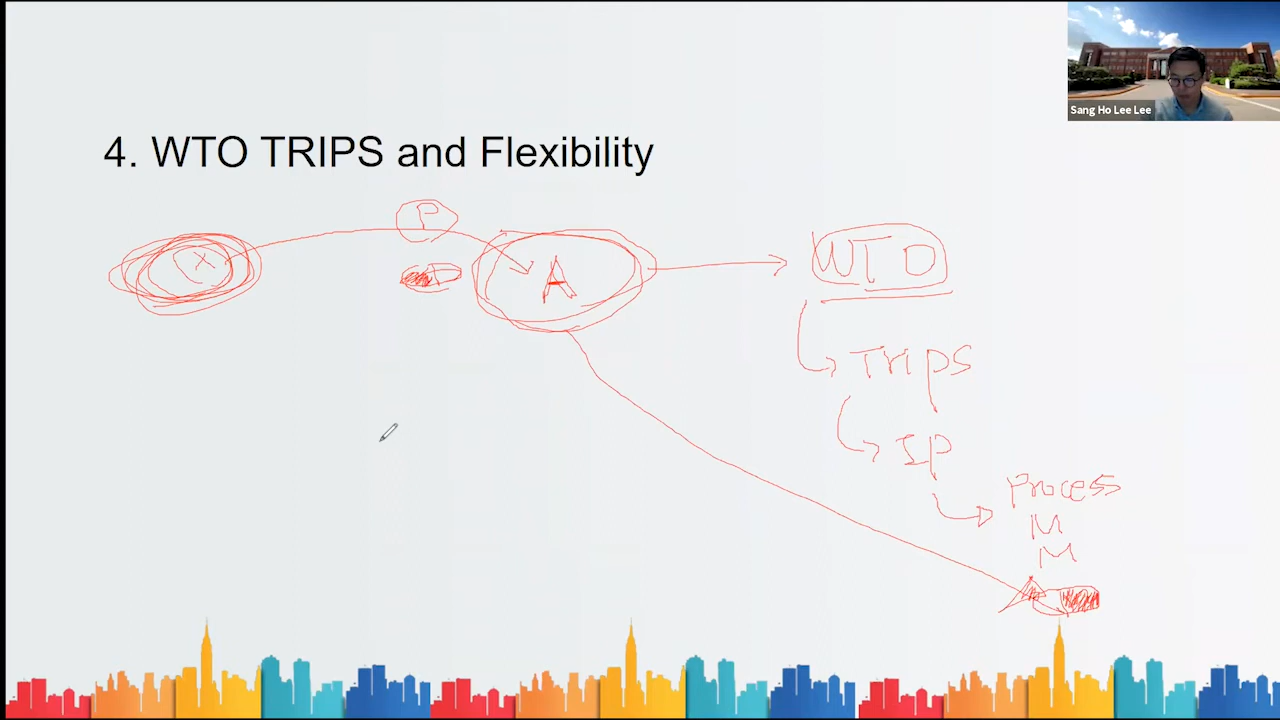 Sang Ho Lee Lee
4. WTO TRIPS and Flexibility
P
X
A
WTO
Trips
IP
Process
M
M